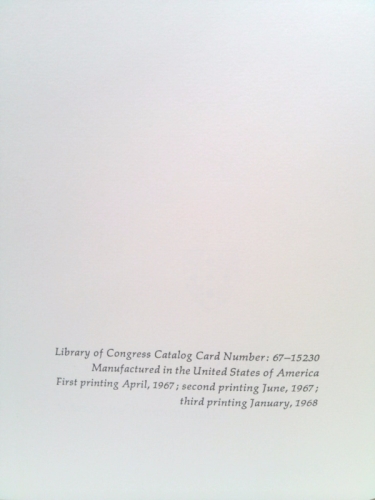 Library of Congress Catalog Card Number: 67–15230
Manufactured in the United States of America
First printing April, 1967; second printing June, 1967;
third printing January, 1968